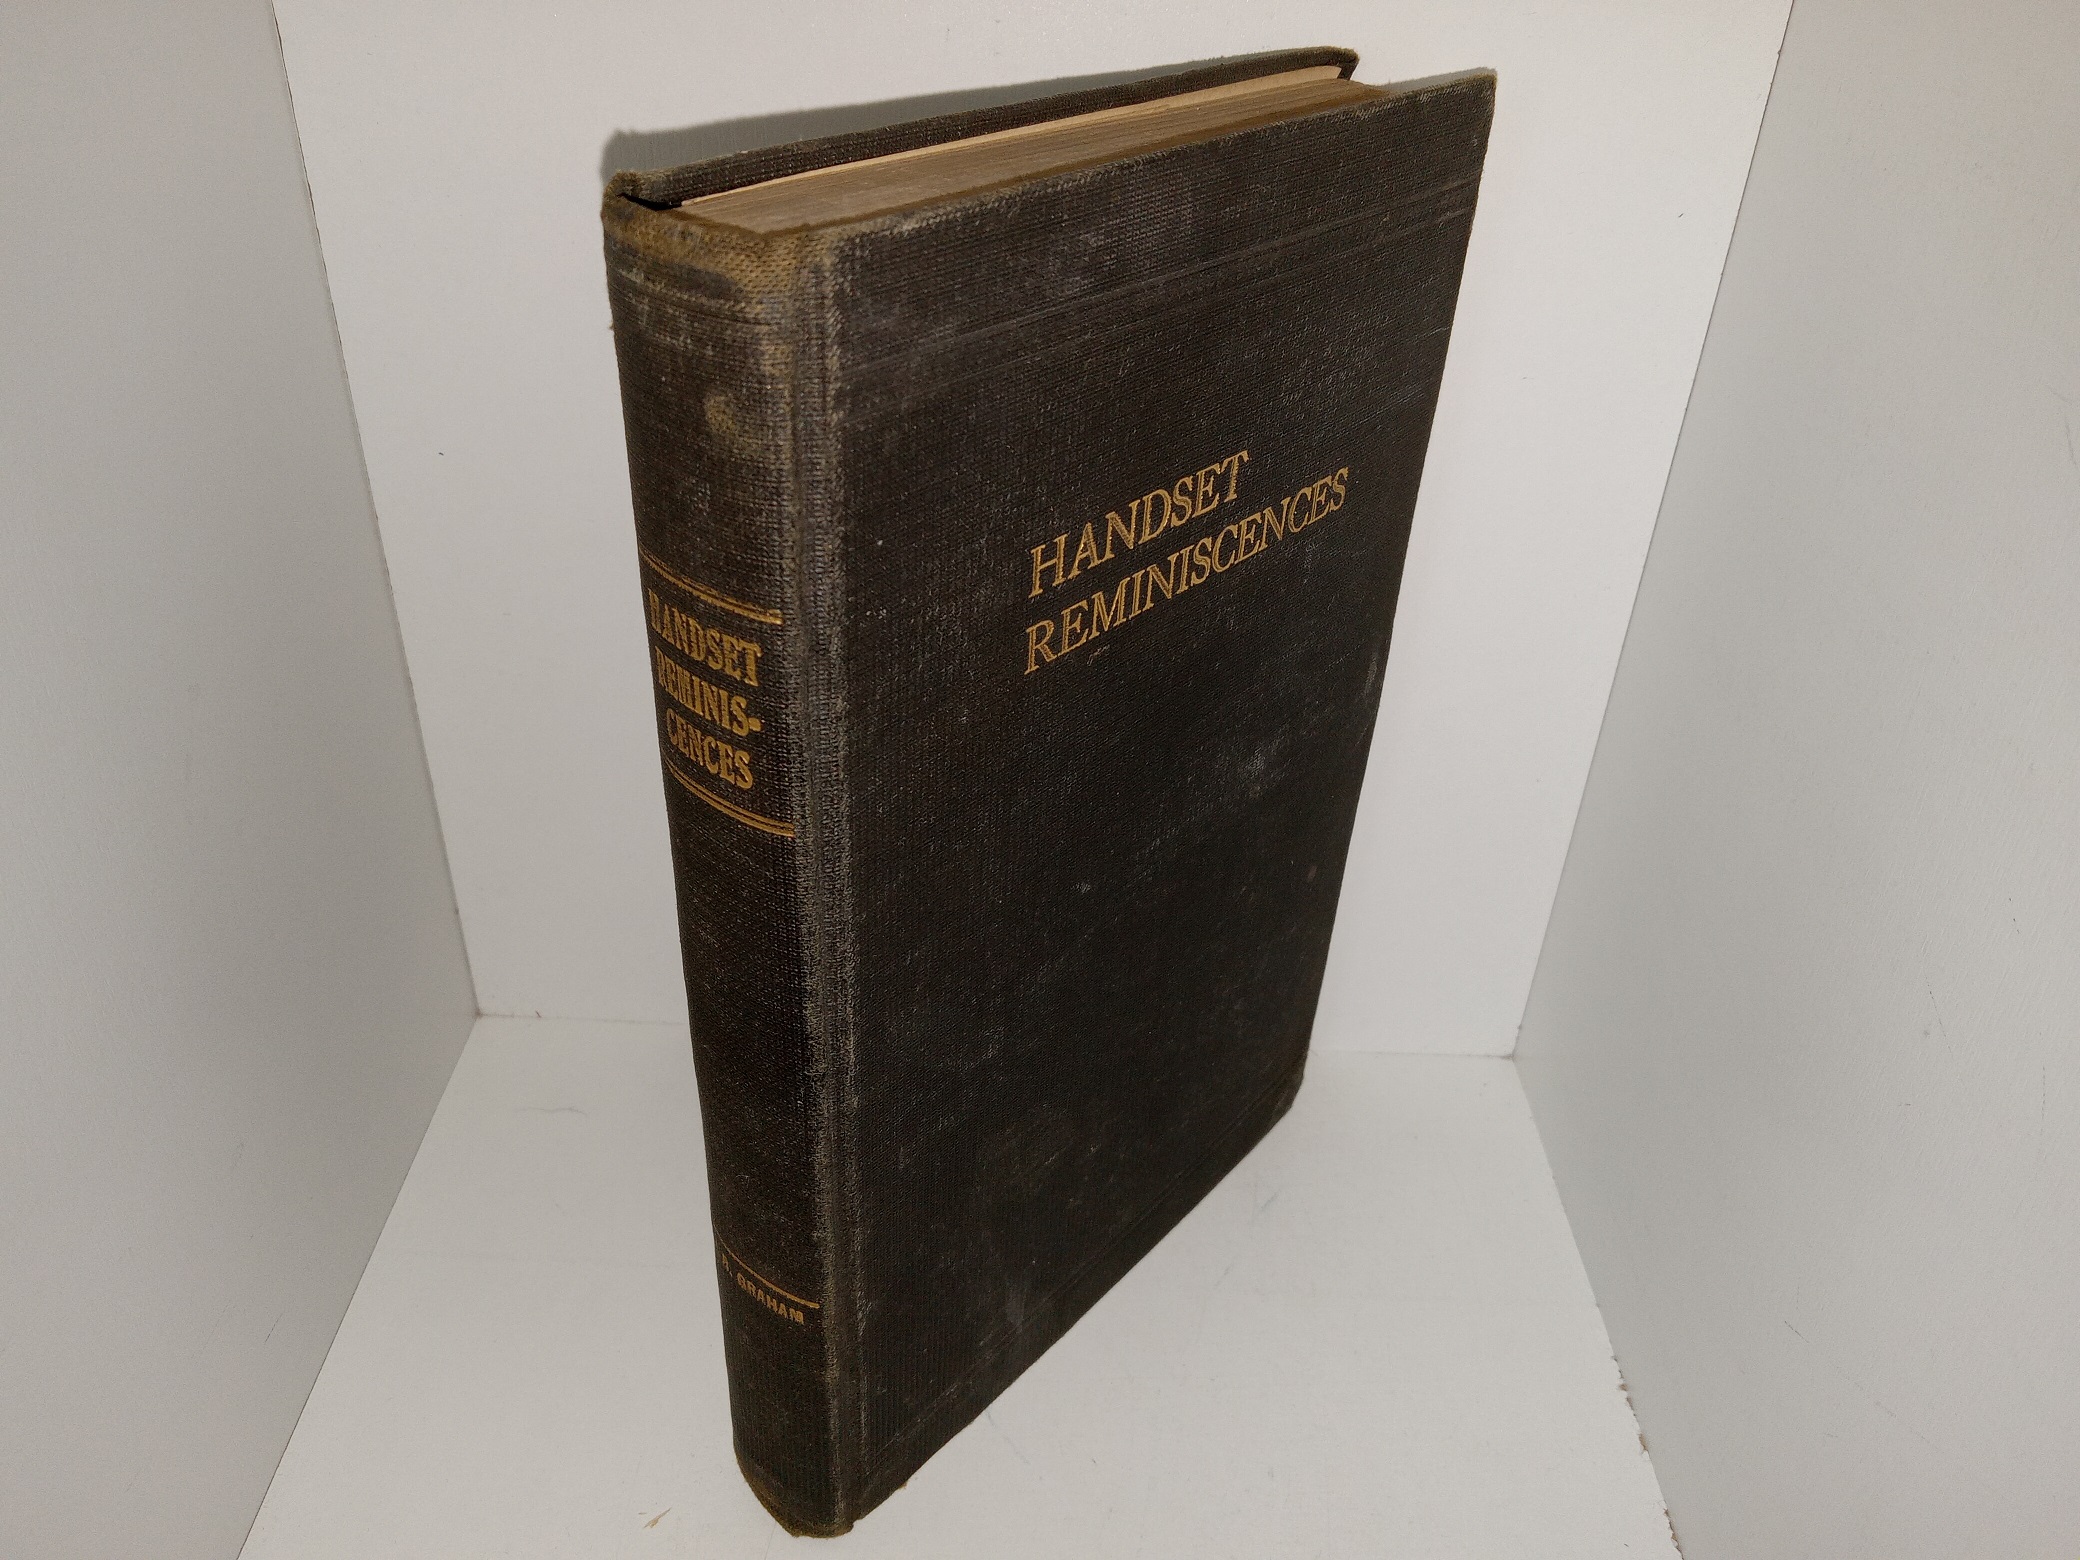 HANDSET
REMINIS-
CENCES
A. GRAHAM
HANDSET
REMINISCENCES